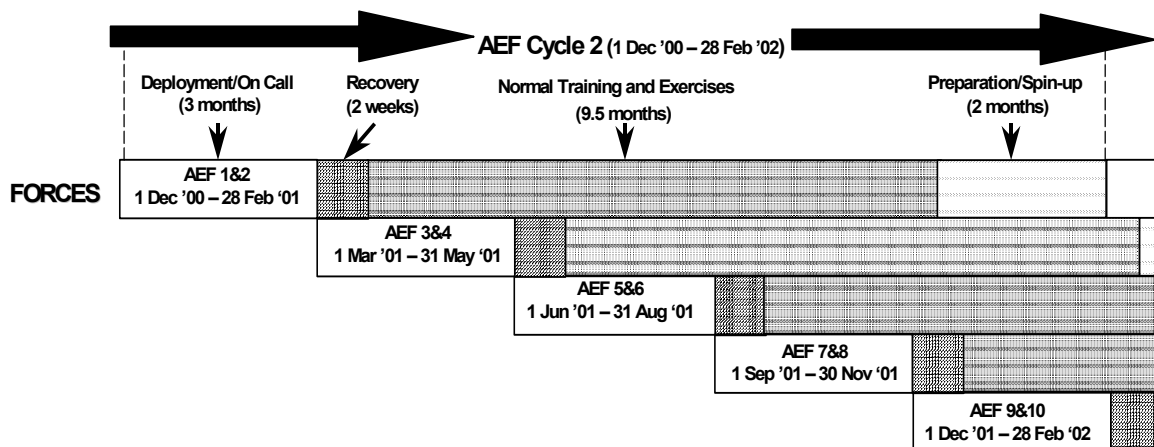 AEF Cycle 2 (1 Dec ’00 – 28 Feb ’02)
Deployment/On Call
(3 months)
Recovery
(2 weeks)
Normal Training and Exercises
(9.5 months)
Preparation/Spin-up
(2 months)
FORCES
AEF 1&2
1 Dec ’00 – 28 Feb ‘01
AEF 3&4
1 Mar ’01 – 31 May ‘01
AEF 5&6
1 Jun ’01 – 31 Aug ‘01
AEF 7&8
1 Sep ’01 – 30 Nov ‘01
AEF 9&10
1 Dec ’01 – 28 Feb ’02